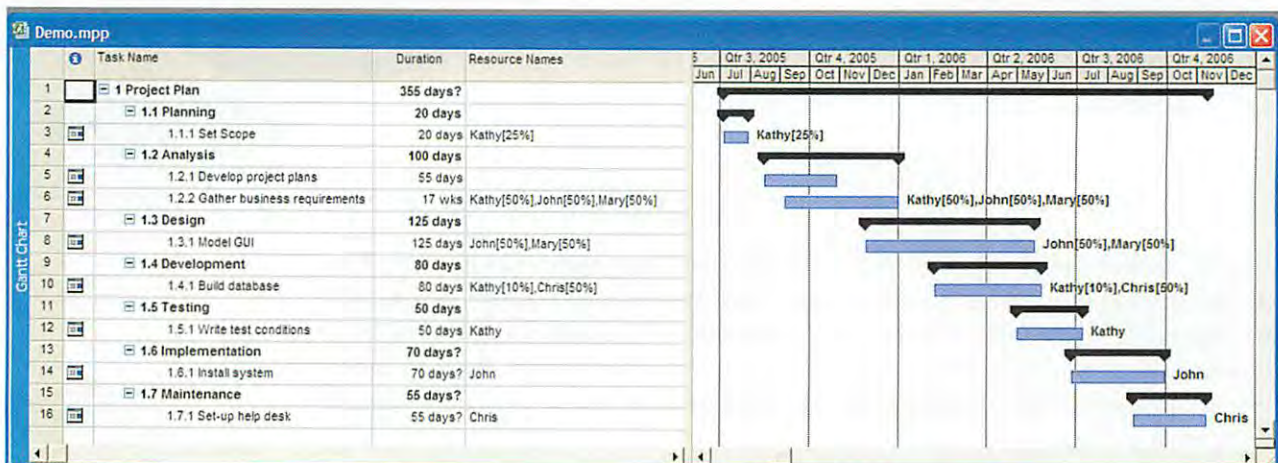 Demo.mpp
Task Name Duration Resource Names 5 Qtr 3, 2005 Qtr 4, 2005 Qtr 1, 2006 Qtr 2, 2006 Qtr 3, 2006 Qtr 4, 2006
Jun Jul Aug Sep Oct Nov Dec Jan Feb Mar Apr May Jun Jul Aug Sep Oct Nov Dec
1 1 Project Plan 355 days?
2 1.1 Planning 20 days
3 1.1.1 Set Scope 20 days Kathy[25%] Kathy[25%]
4 1.2 Analysis 100 days
5 1.2.1 Develop project plans 55 days
6 1.2.2 Gather business requirements 17 wks Kathy[50%],John[50%],Mary[50%] Kathy[50%],John[50%],Mary[50%]
7 1.3 Design 125 days
8 1.3.1 Model GUI 125 days John[50%],Mary[50%] John[50%],Mary[50%]
9 1.4 Development 80 days
10 1.4.1 Build database 80 days Kathy[10%],Chris[50%] Kathy[10%],Chris[50%]
11 1.5 Testing 50 days
12 1.5.1 Write test conditions 50 days Kathy Kathy
13 1.6 Implementation 70 days?
14 1.6.1 Install system 70 days? John John
15 1.7 Maintenance 55 days?
16 1.7.1 Set-up help desk 55 days? Chris Chris
Gantt Chart